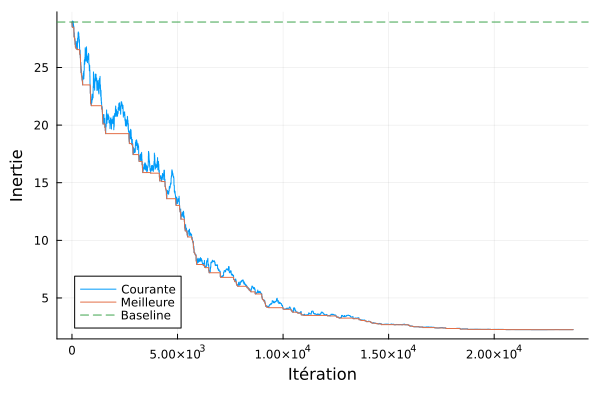 Inertie
25
20
15
10
5
Courante
Meilleure
Baseline
0
5.00×10³
1.00×10⁴
1.50×10⁴
2.00×10⁴
Itération